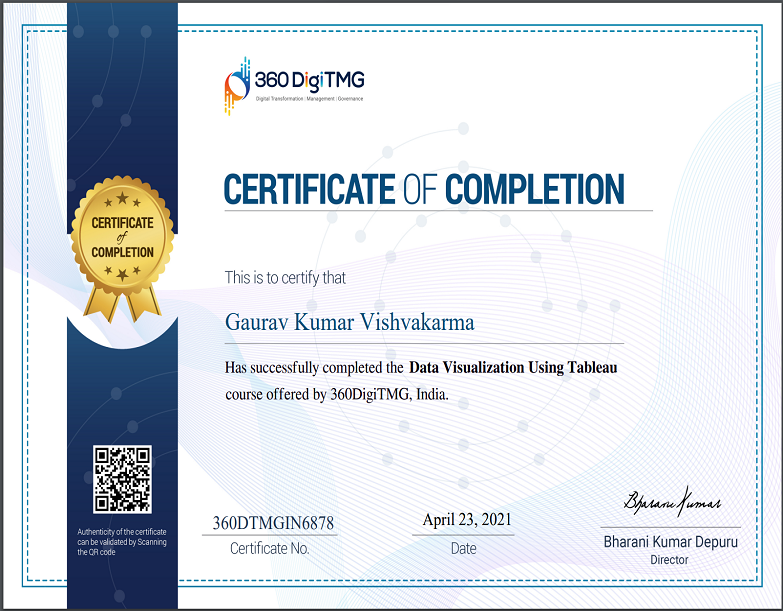 360 DigiTMG
Digital Transformation | Management | Governance
CERTIFICATE OF COMPLETION
CERTIFICATE
of
COMPLETION
This is to certify that
Gaurav Kumar Vishvakarma
Has successfully completed the Data Visualization Using Tableau
course offered by 360DigiTMG, India.
Authenticity of the certificate
can be validated by Scanning
the QR code
360DTMGIN6878
Certificate No.
April 23, 2021
Date
Bharani Kumar
Bharani Kumar Depuru
Director